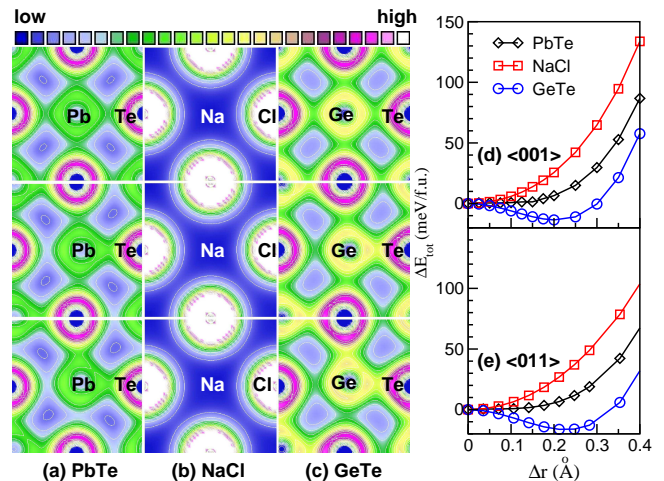 low high
Pb Te
Na Cl
Ge Te
Pb Te
Na Cl
Ge Te
Pb Te
Na Cl
Ge Te
(a) PbTe (b) NaCl (c) GeTe
150
100
50
0
100
50
0
ΔE_tot (meV/f.u.)
PbTe
NaCl
GeTe
(d) <001>
(e) <011>
0 0.1 0.2 0.3 0.4
Δr (Å)